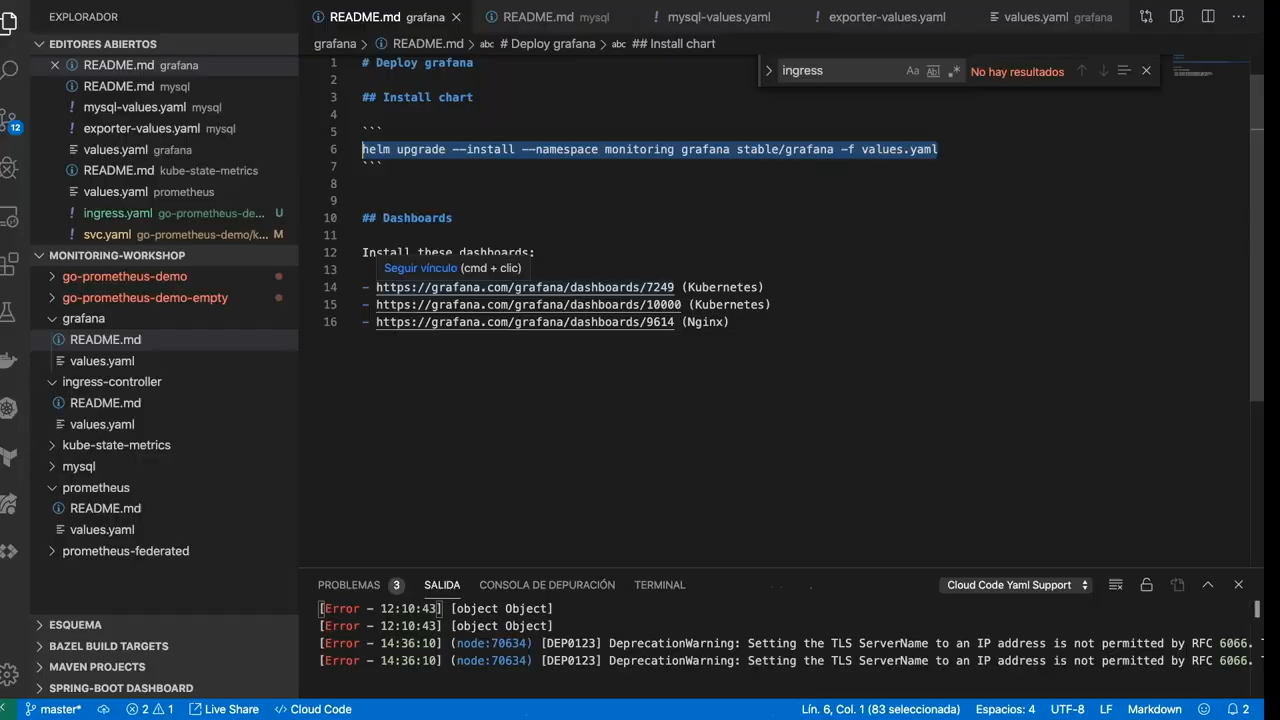 EXPLORADOR
EDITORES ABIERTOS
README.md grafana
README.md mysql
mysql-values.yaml mysql
exporter-values.yaml mysql
values.yaml grafana
README.md kube-state-metrics
values.yaml prometheus
ingress.yaml go-prometheus-de... U
svc.yaml go-prometheus-demo/k... M
MONITORING-WORKSHOP
go-prometheus-demo
go-prometheus-demo-empty
grafana
README.md
values.yaml
ingress-controller
README.md
values.yaml
kube-state-metrics
mysql
prometheus
README.md
values.yaml
prometheus-federated
ESQUEMA
BAZEL BUILD TARGETS
MAVEN PROJECTS
SPRING-BOOT DASHBOARD
12
README.md grafana
README.md mysql
mysql-values.yaml
exporter-values.yaml
values.yaml grafana
grafana > README.md > # Deploy grafana > ## Install chart
ingress
Aa Abl .* No hay resultados
1 # Deploy grafana
2
3 ## Install chart
4
5 ```
6 helm upgrade --install --namespace monitoring grafana stable/grafana -f values.yaml
7 ```
8
9
10 ## Dashboards
11
12 Install these dashboards:
Seguir vínculo (cmd + clic)
13
14 - https://grafana.com/grafana/dashboards/7249 (Kubernetes)
15 - https://grafana.com/grafana/dashboards/10000 (Kubernetes)
16 - https://grafana.com/grafana/dashboards/9614 (Nginx)
PROBLEMAS 3 SALIDA CONSOLA DE DEPURACIÓN TERMINAL Cloud Code Yaml Support
[Error - 12:10:43] [object Object]
[Error - 12:10:43] [object Object]
[Error - 14:36:10] (node:70634) [DEP0123] DeprecationWarning: Setting the TLS ServerName to an IP address is not permitted by RFC 6066. T
[Error - 14:36:10] (node:70634) [DEP0123] DeprecationWarning: Setting the TLS ServerName to an IP address is not permitted by RFC 6066. T
master* 2 1 Live Share Cloud Code Lín. 6, Col. 1 (83 seleccionada) Espacios: 4 UTF-8 LF Markdown 2